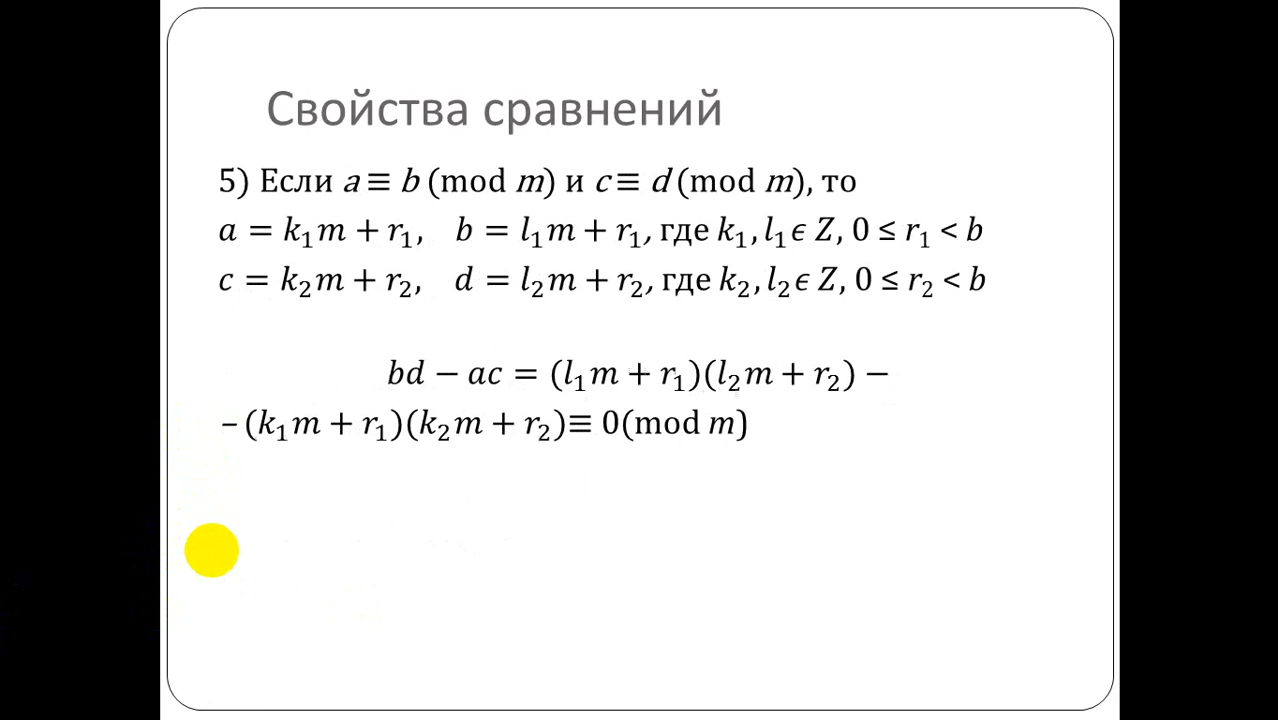 Свойства сравнений
5) Если a ≡ b (mod m) и c ≡ d (mod m), то
a = k₁m + r₁, b = l₁m + r₁, где k₁, l₁ ϵ Z, 0 ≤ r₁ < b
c = k₂m + r₂, d = l₂m + r₂, где k₂, l₂ ϵ Z, 0 ≤ r₂ < b
bd − ac = (l₁m + r₁)(l₂m + r₂) −
– (k₁m + r₁)(k₂m + r₂) ≡ 0(mod m)